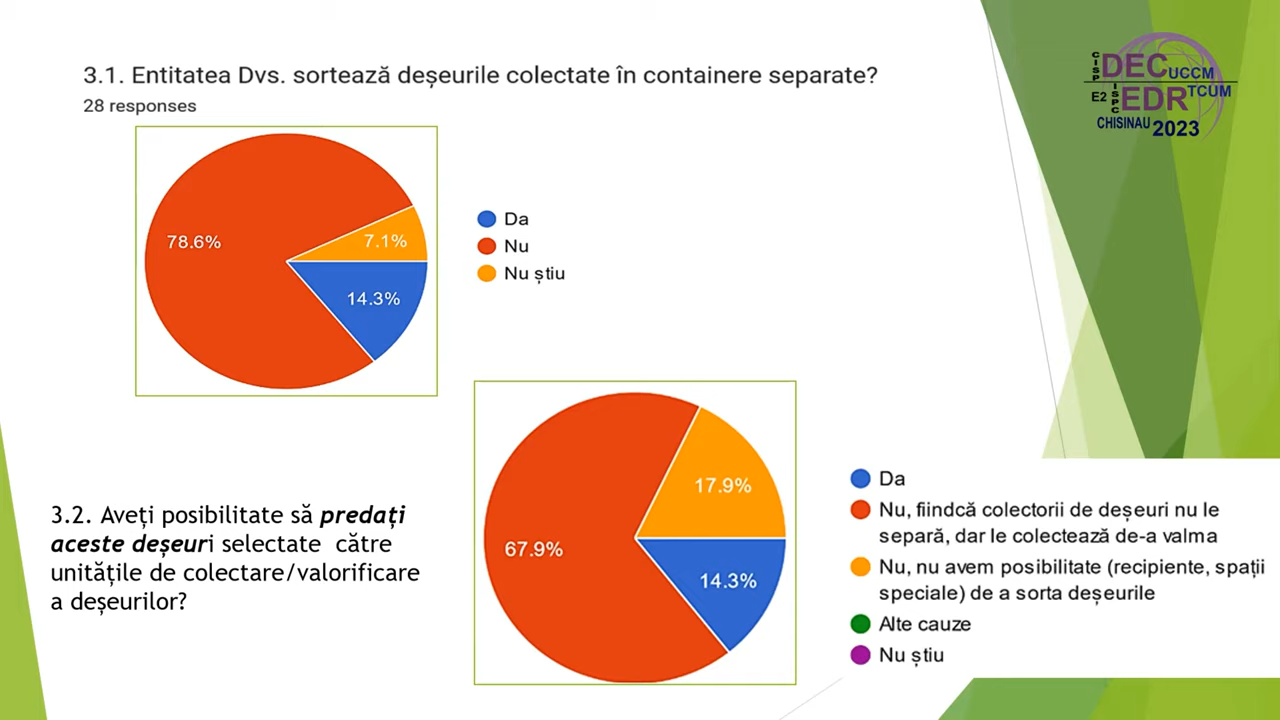 3.1. Entitatea Dvs. sortează deșeurile colectate în containere separate?
28 responses
78.6%
7.1%
14.3%
Da
Nu
Nu știu
CISP DEC UCCM
E2 ISPC EDR TCUM
CHISINAU 2023
3.2. Aveți posibilitate să predați
aceste deșeuri selectate către
unitățile de colectare/valorificare
a deșeurilor?
17.9%
67.9%
14.3%
Da
Nu, fiindcă colectorii de deșeuri nu le
separă, dar le colectează de-a valma
Nu, nu avem posibilitate (recipiente, spații
speciale) de a sorta deșeurile
Alte cauze
Nu știu